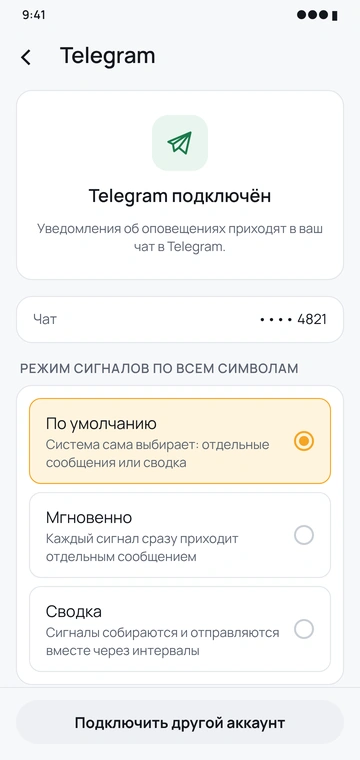 9:41
Telegram
Telegram подключён
Уведомления об оповещениях приходят в ваш
чат в Telegram.
Чат
•••• 4821
РЕЖИМ СИГНАЛОВ ПО ВСЕМ СИМВОЛАМ
По умолчанию
Система сама выбирает: отдельные
сообщения или сводка
Мгновенно
Каждый сигнал сразу приходит
отдельным сообщением
Сводка
Сигналы собираются и отправляются
вместе через интервалы
Подключить другой аккаунт